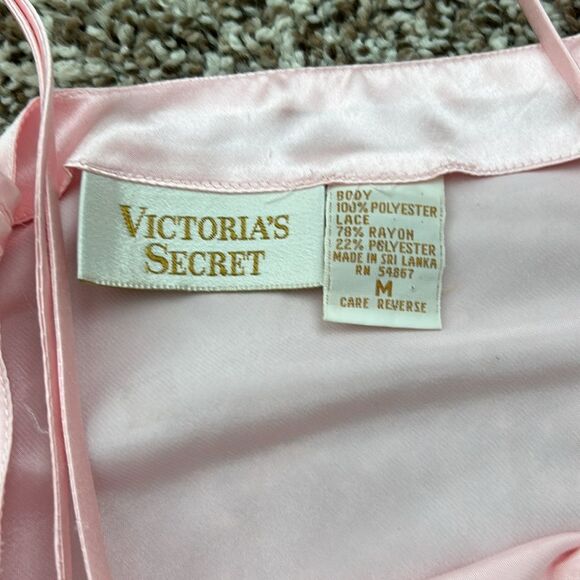 VICTORIA'S
SECRET
BODY
100% POLYESTER
LACE
78% RAYON
22% POLYESTER
MADE IN SRI LANKA
RN 54867
M
CARE REVERSE